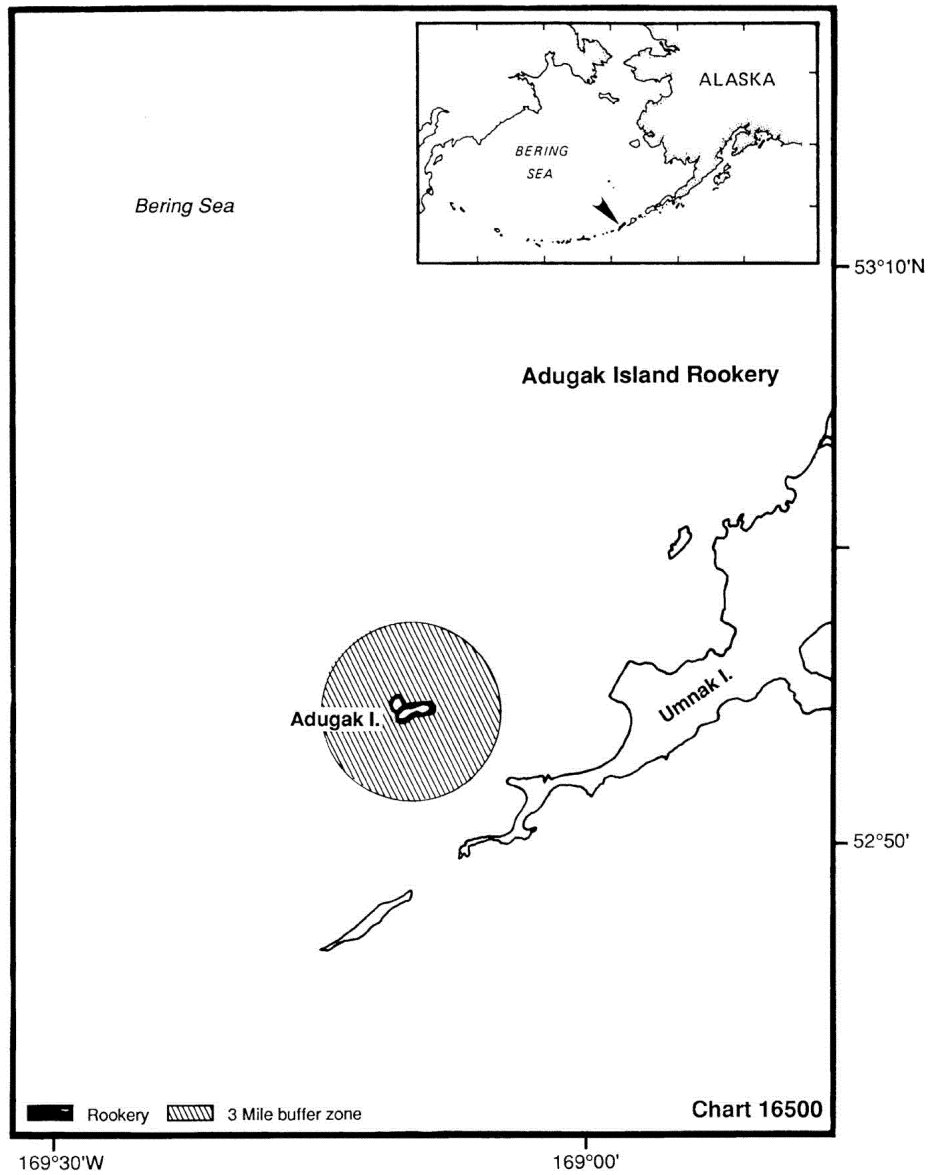 ALASKA
BERING
SEA
Bering Sea
53°10'N
Adugak Island Rookery
Umnak I.
Adugak I.
52°50'
Rookery
3 Mile buffer zone
Chart 16500
169°30'W
169°00'